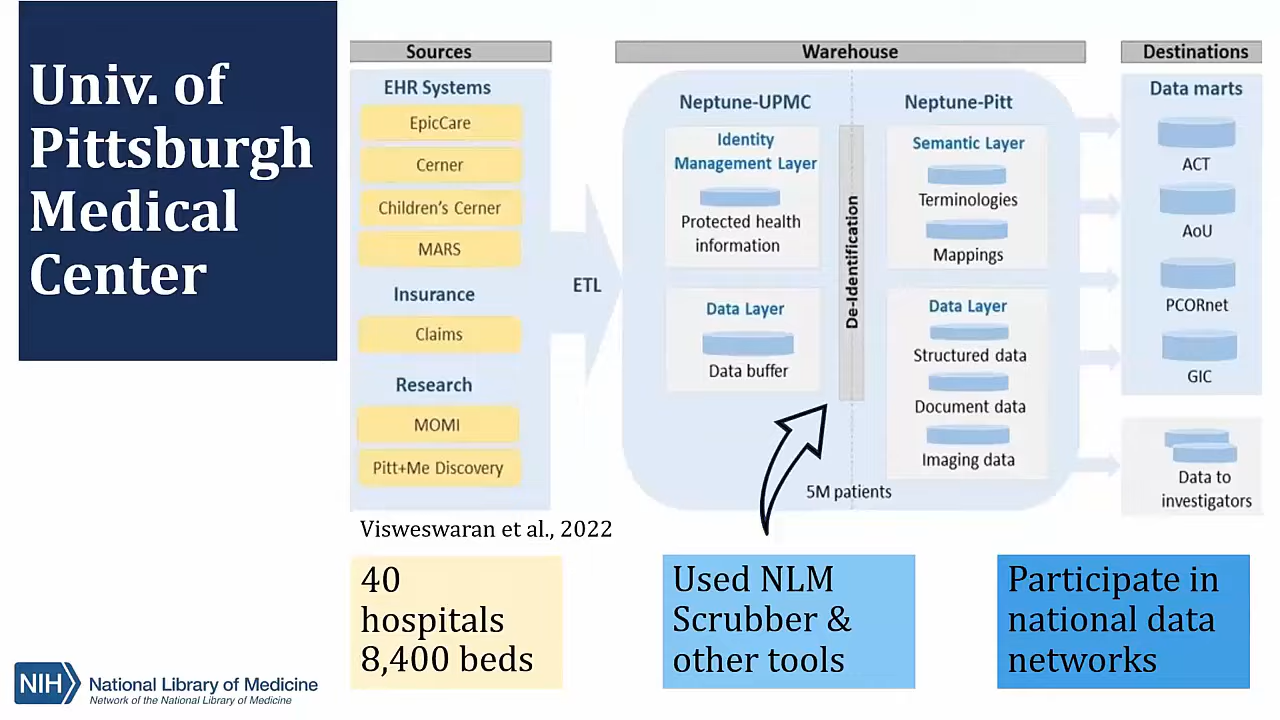 Univ. of
Pittsburgh
Medical
Center
Sources
EHR Systems
EpicCare
Cerner
Children's Cerner
MARS
Insurance
Claims
Research
MOMI
Pitt+Me Discovery
ETL
Warehouse
Neptune-UPMC
Identity
Management Layer
Protected health
information
Data Layer
Data buffer
De-Identification
Neptune-Pitt
Semantic Layer
Terminologies
Mappings
Data Layer
Structured data
Document data
Imaging data
5M patients
Destinations
Data marts
ACT
AoU
PCORnet
GIC
Data to
investigators
Visweswaran et al., 2022
40
hospitals
8,400 beds
Used NLM
Scrubber &
other tools
Participate in
national data
networks
NIH
National Library of Medicine
Network of the National Library of Medicine